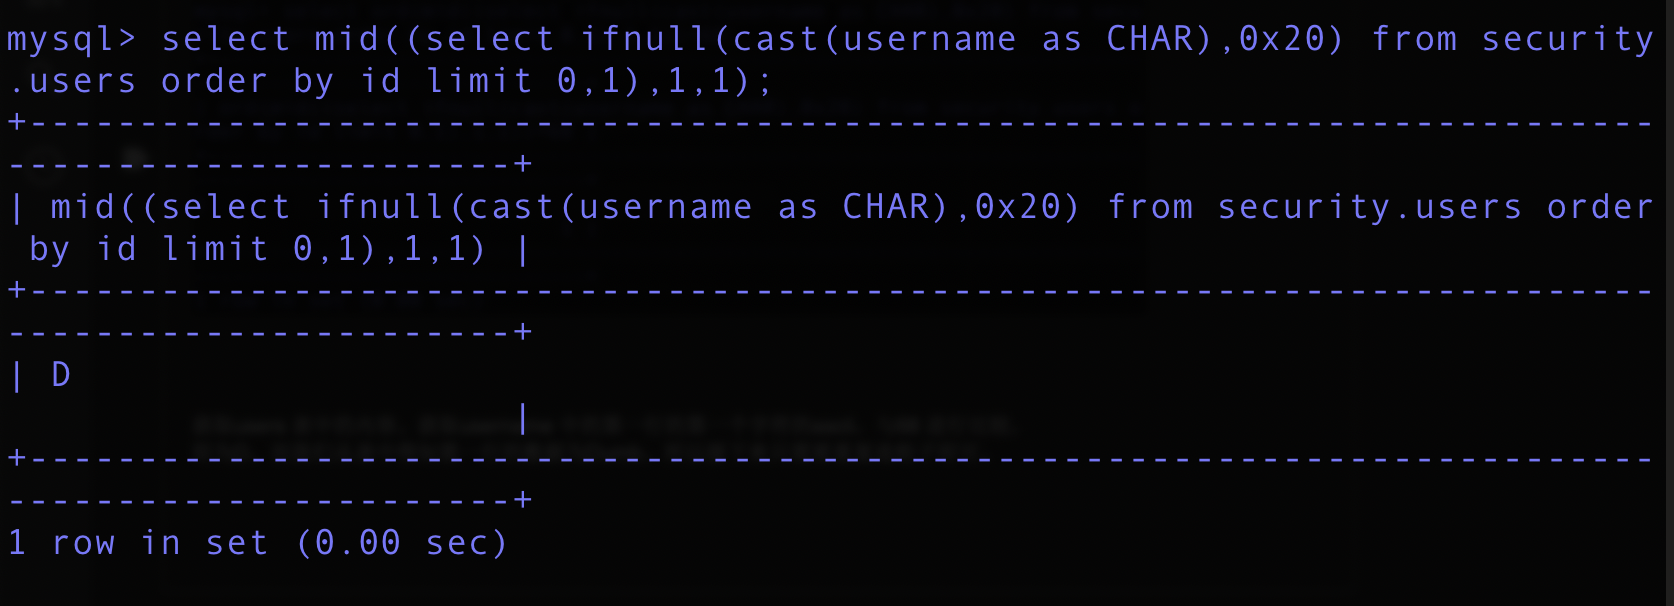 mysql> select mid((select ifnull(cast(username as CHAR),0x20) from security
.users order by id limit 0,1),1,1);
+--------------------------------------------------------------------------
-----------------------+
| mid((select ifnull(cast(username as CHAR),0x20) from security.users order
 by id limit 0,1),1,1) |
+--------------------------------------------------------------------------
-----------------------+
| D
                       |
+--------------------------------------------------------------------------
-----------------------+
1 row in set (0.00 sec)